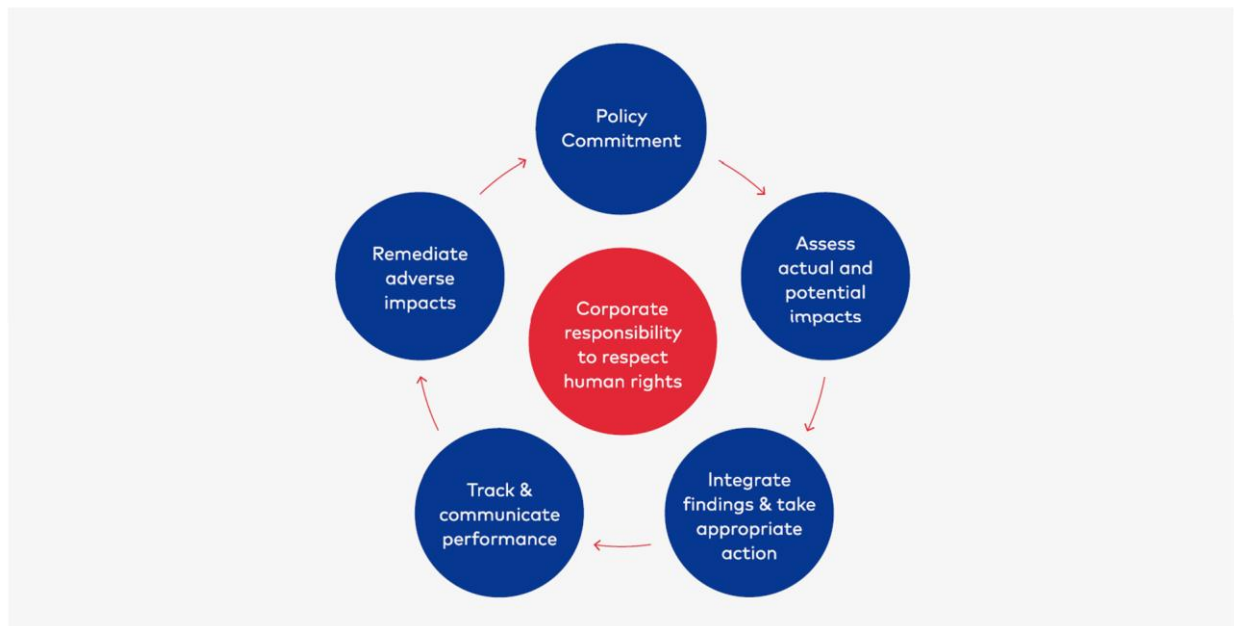 Policy
Commitment
Assess
actual and
potential
impacts
Integrate
findings & take
appropriate
action
Track &
communicate
performance
Remediate
adverse
impacts
Corporate
responsibility
to respect
human rights